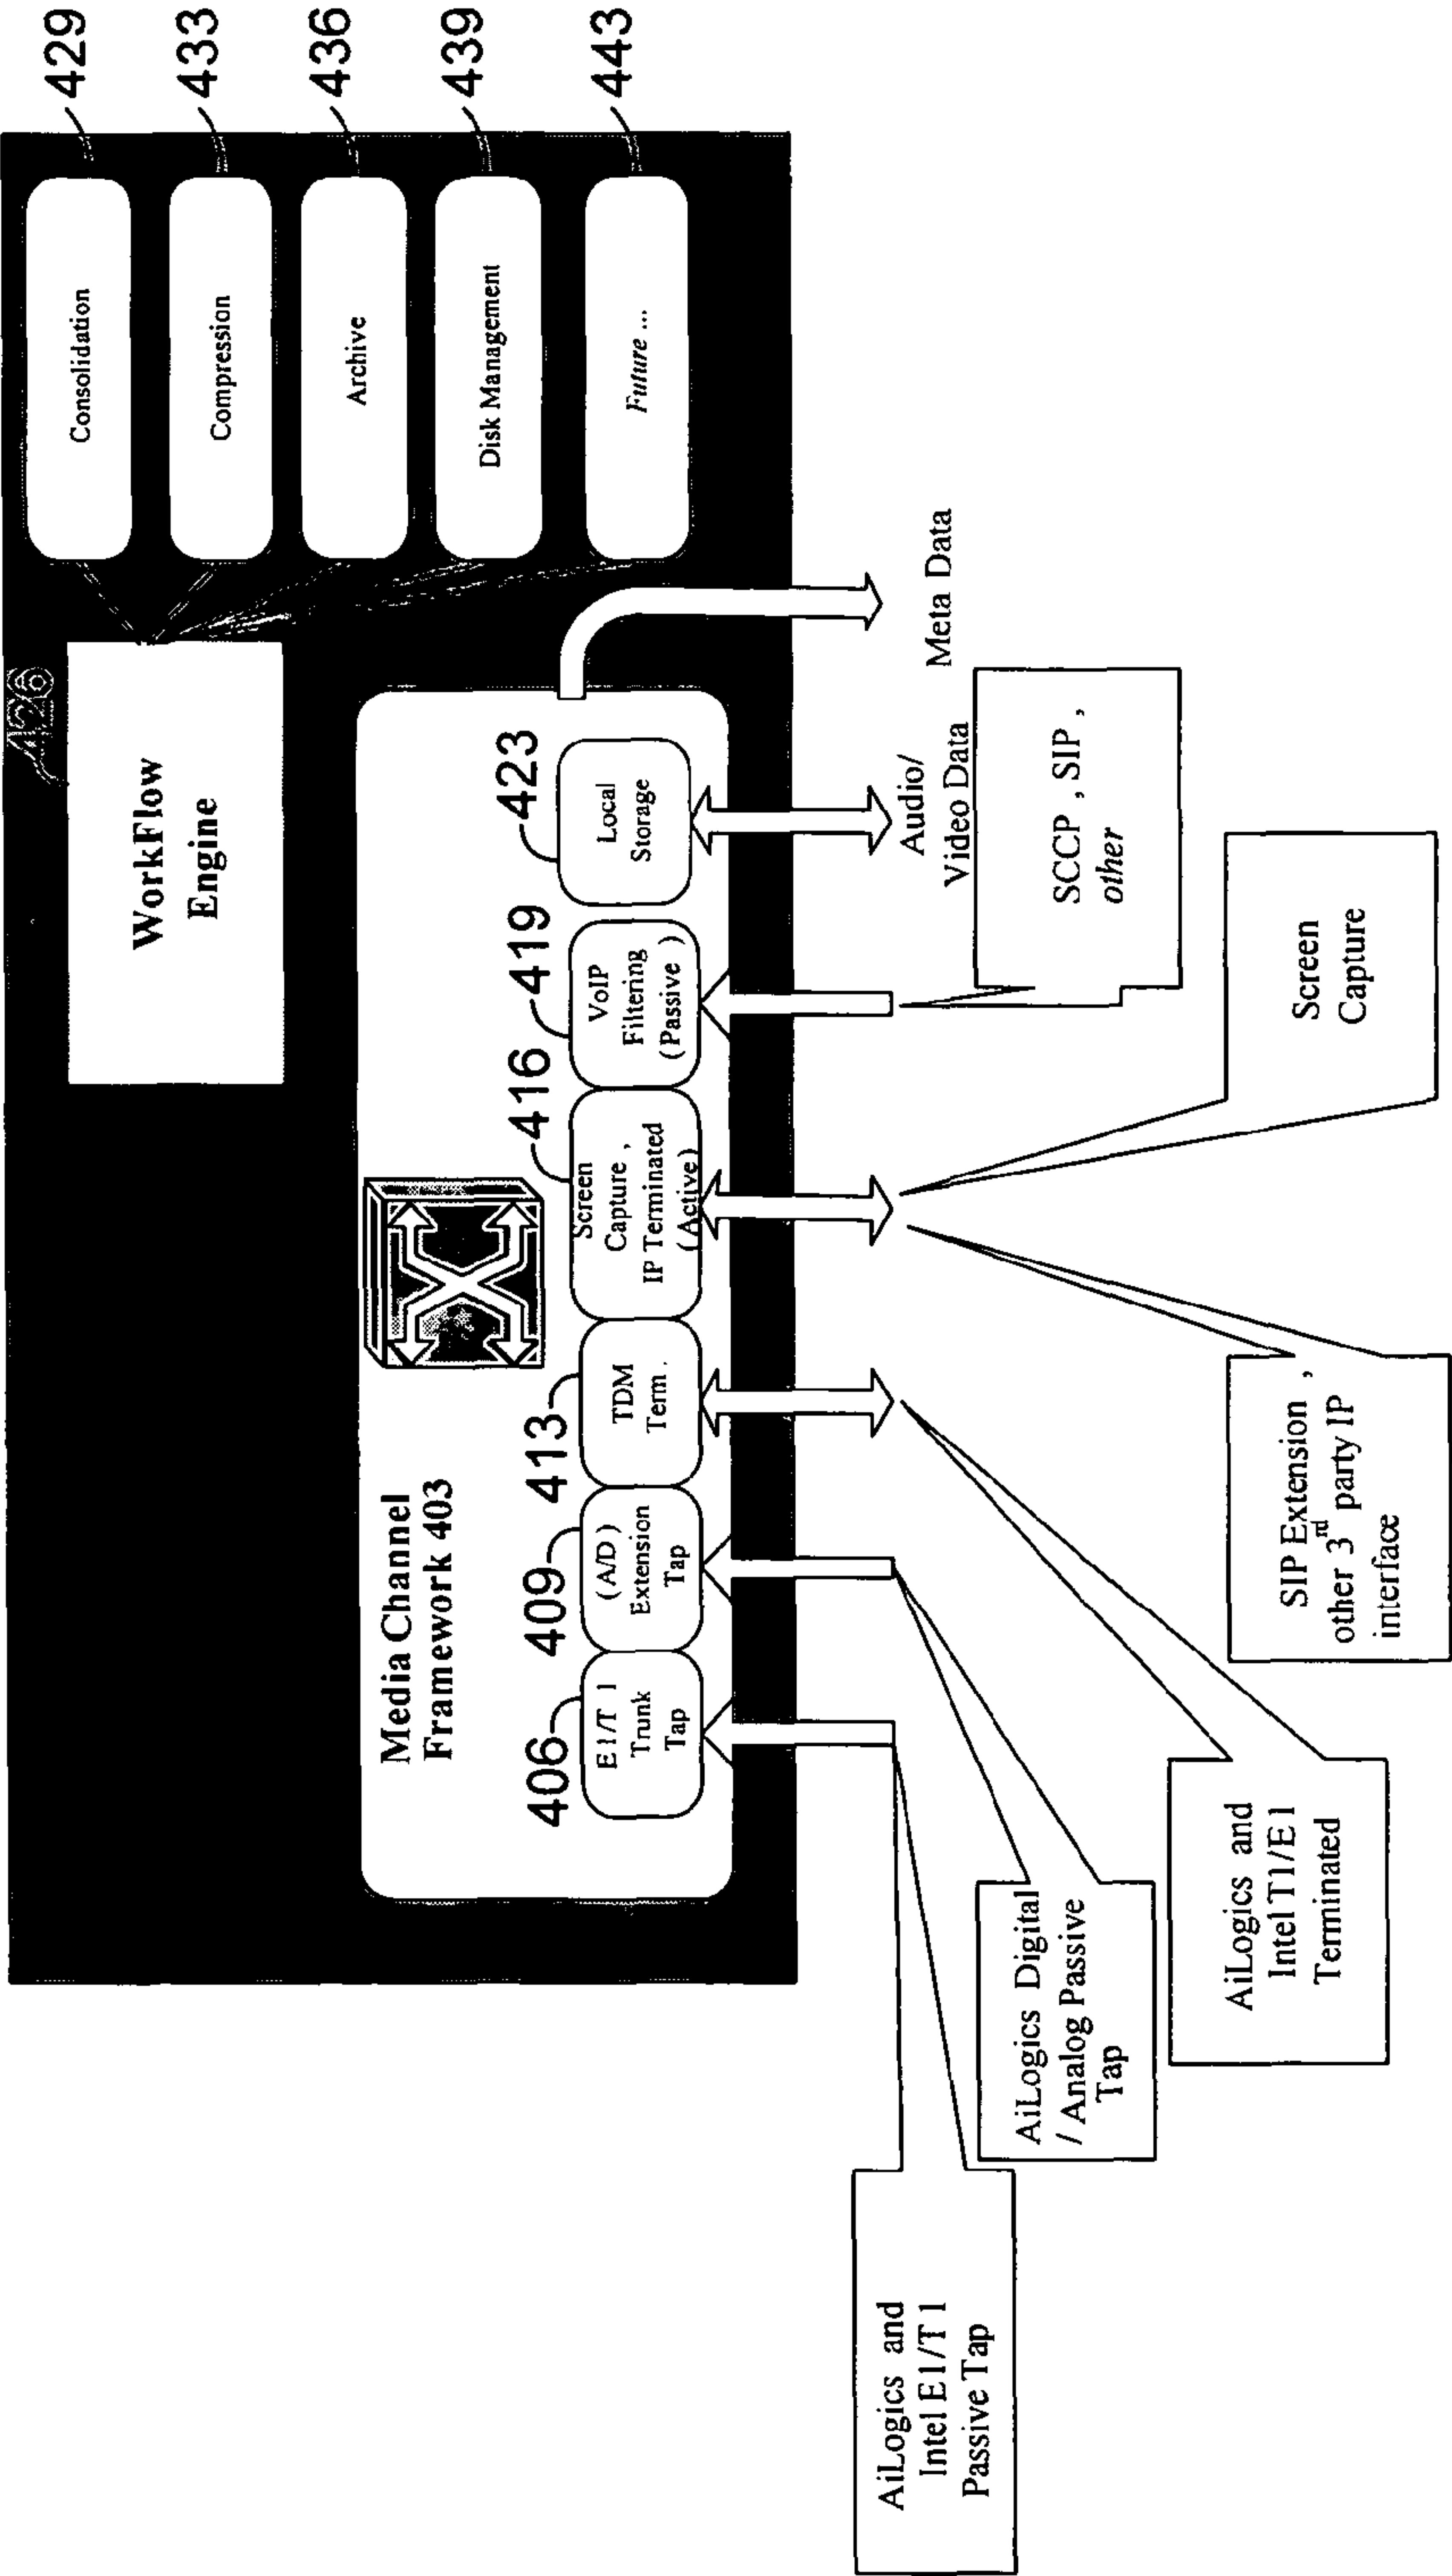 426
WorkFlow
Engine
Consolidation
429
Compression
433
Archive
436
Disk Management
439
Future ...
443
Media Channel
Framework 403
406
E1/T 1
Trunk
Tap
409
(A/D)
Extension
Tap
413
TDM
Term.
416
Screen
Capture ,
IP Terminated
(Active)
419
VoIP
Filtering
(Passive )
423
Local
Storage
Audio/
Video Data
Meta Data
AiLogics and
Intel E1/T 1
Passive Tap
AiLogics Digital
/ Analog Passive
Tap
AiLogics and
Intel T1/E1
Terminated
SIP Extension ,
other 3rd party IP
interface
Screen
Capture
SCCP , SIP ,
other